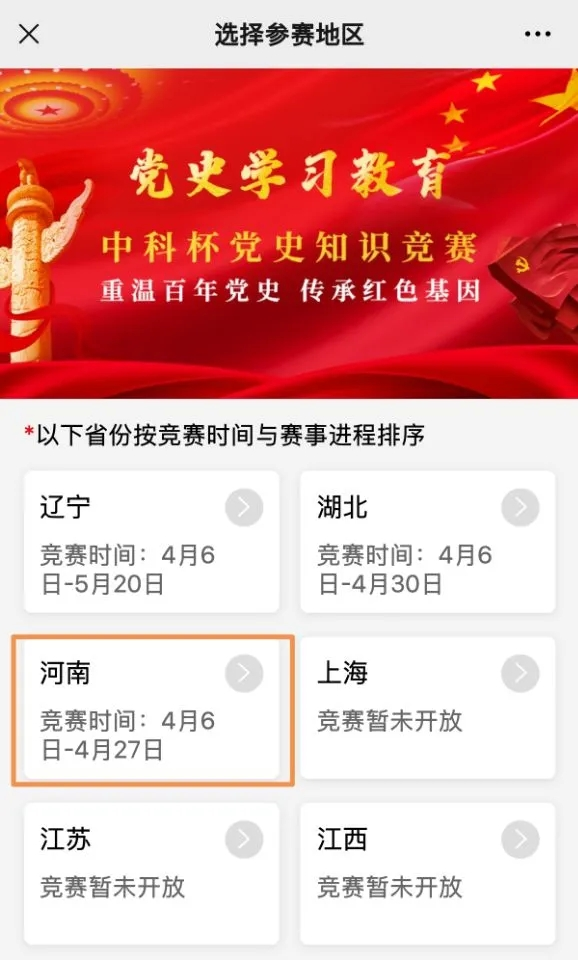 选择参赛地区
党史学习教育
中科杯党史知识竞赛
重温百年党史 传承红色基因
*以下省份按竞赛时间与赛事进程排序
辽宁
竞赛时间：4月6
日-5月20日
湖北
竞赛时间：4月6
日-4月30日
河南
竞赛时间：4月6
日-4月27日
上海
竞赛暂未开放
江苏
竞赛暂未开放
江西
竞赛暂未开放